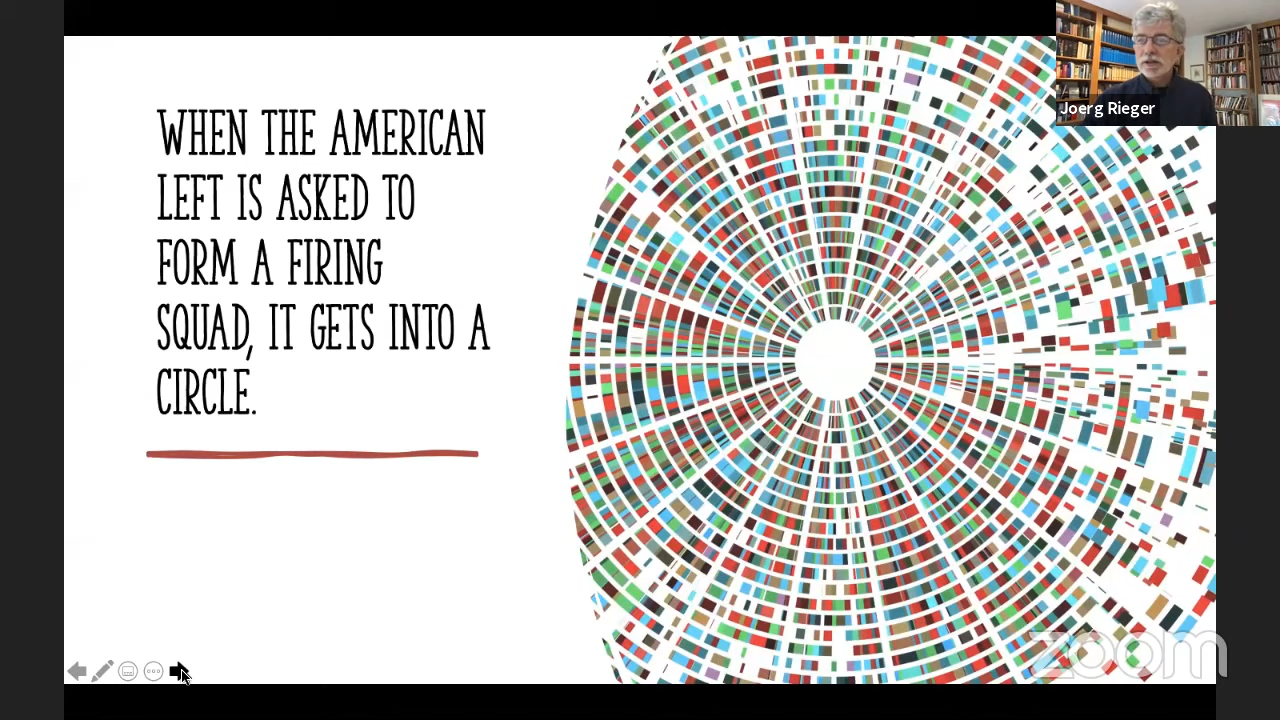 WHEN THE AMERICAN
LEFT IS ASKED TO
FORM A FIRING
SQUAD, IT GETS INTO A
CIRCLE.
Joerg Rieger
zoom